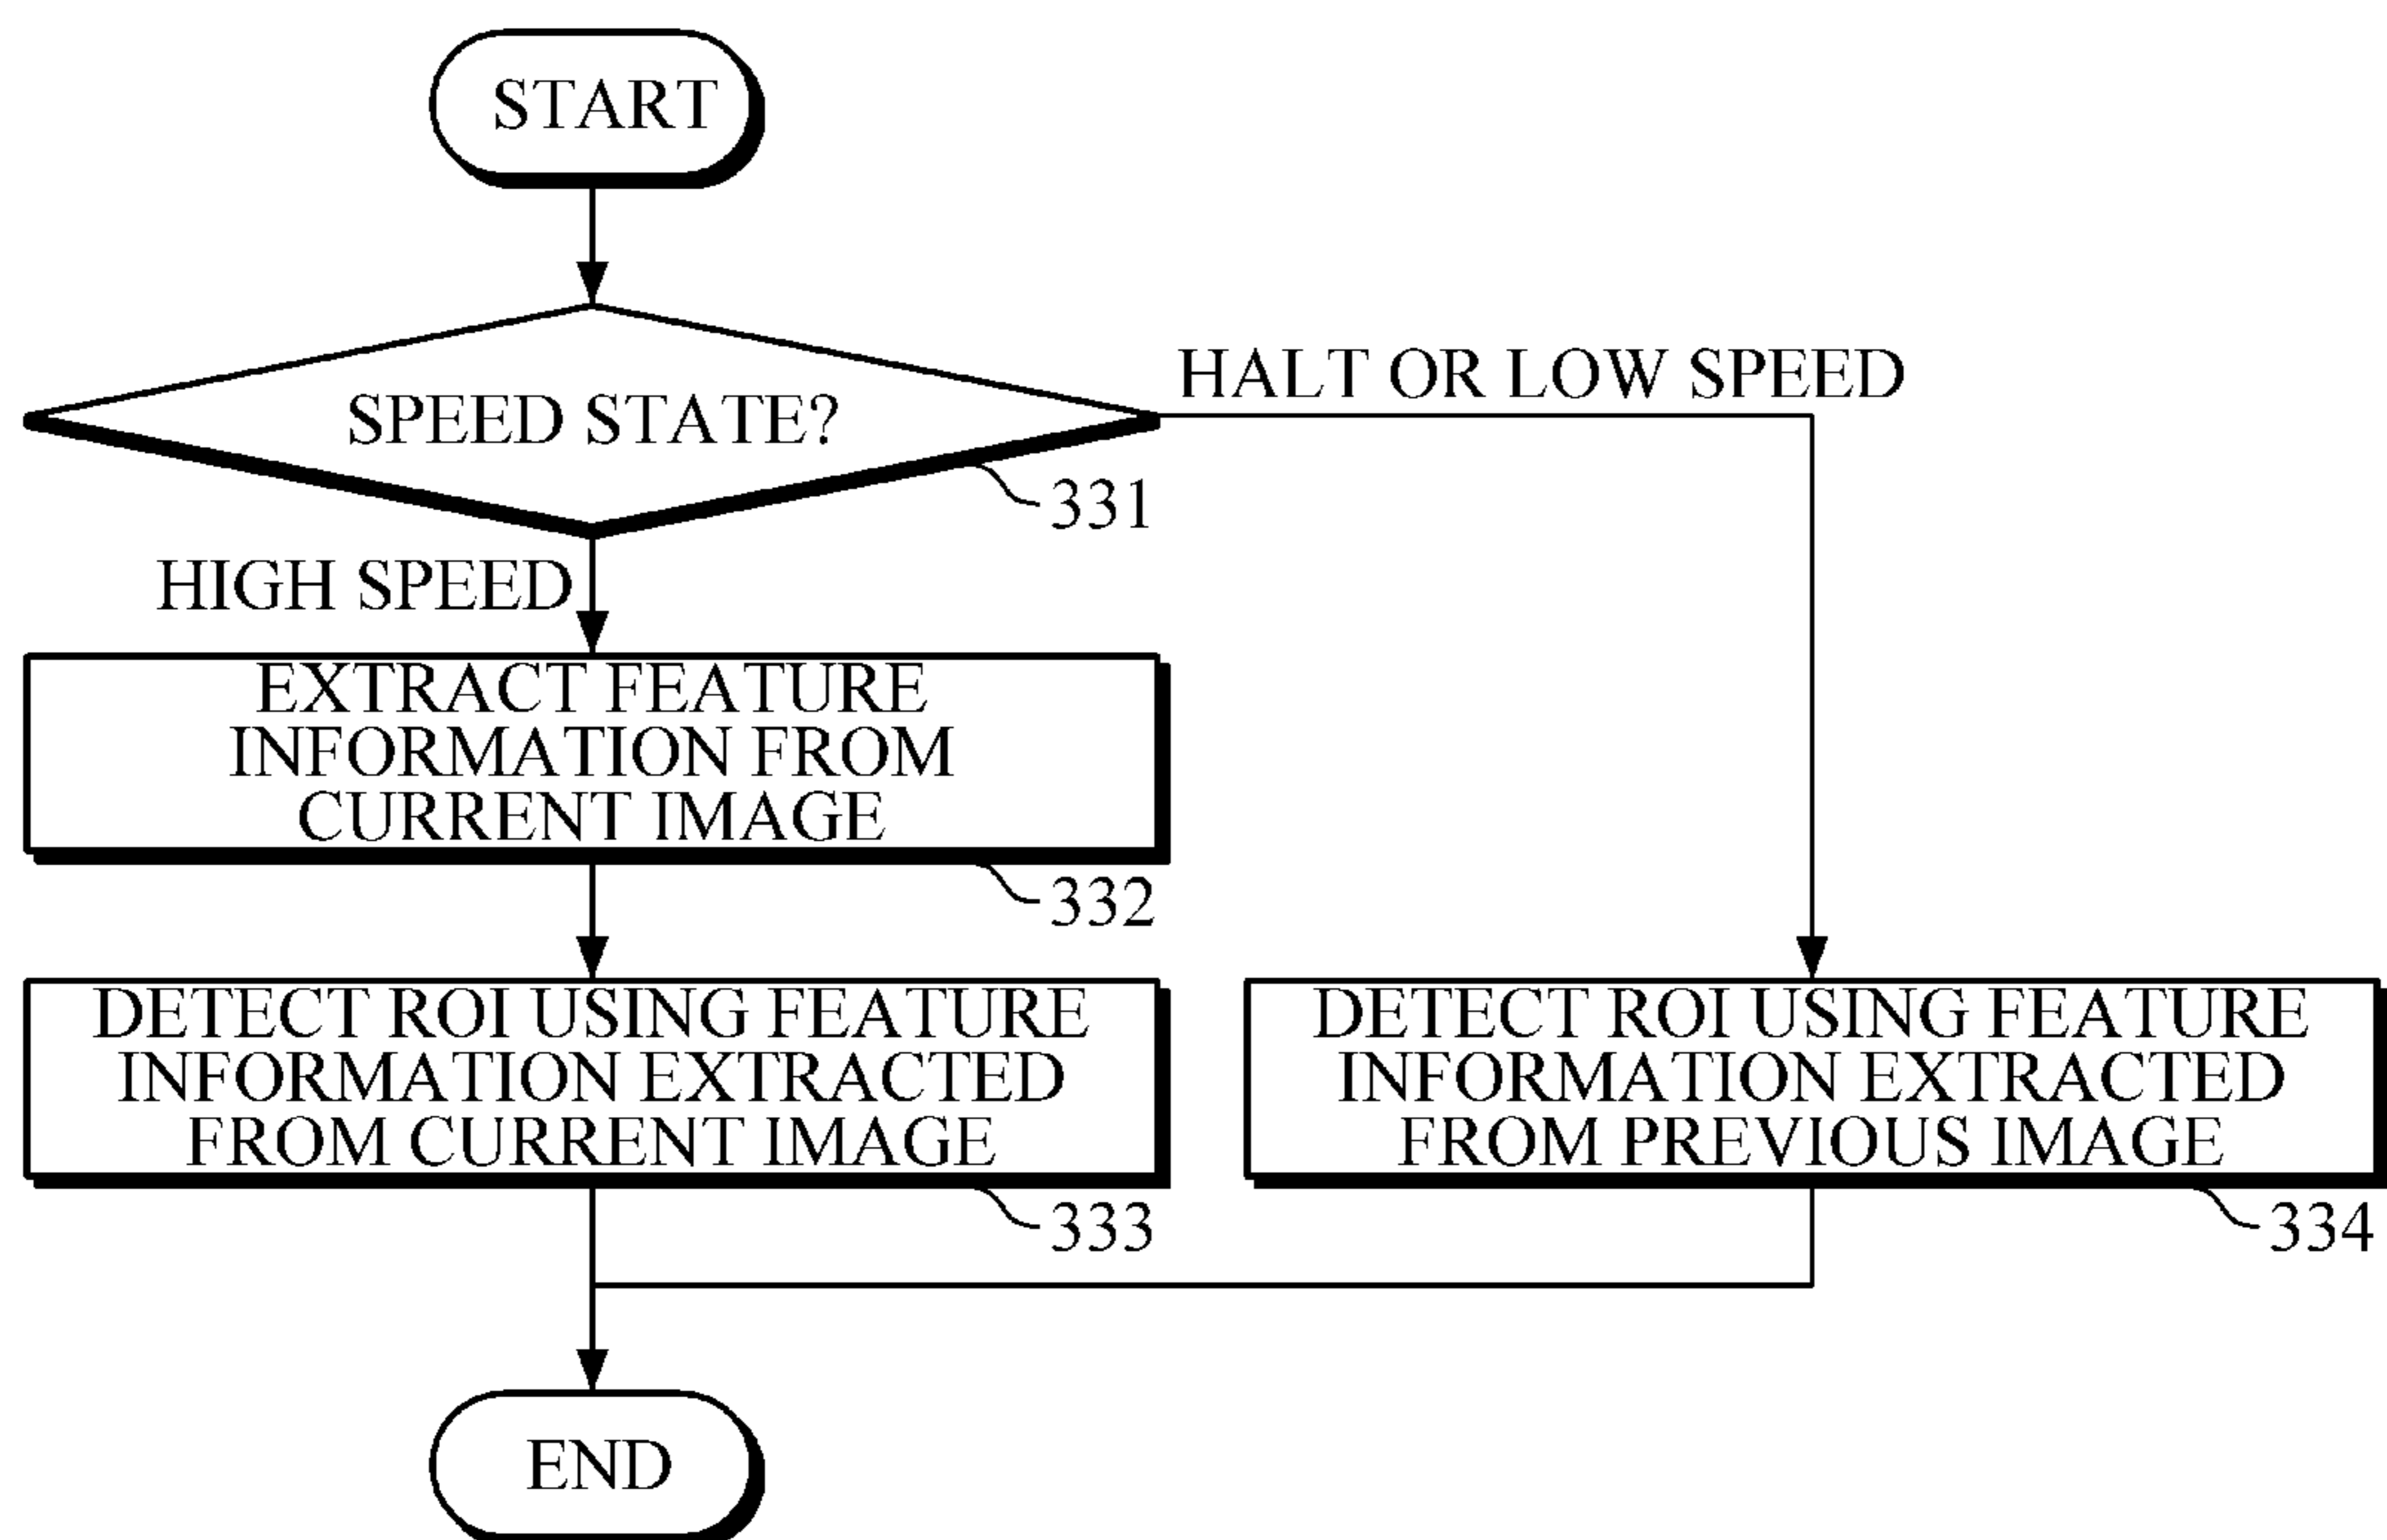 START
SPEED STATE?
HALT OR LOW SPEED
331
HIGH SPEED
EXTRACT FEATURE
INFORMATION FROM
CURRENT IMAGE
332
DETECT ROI USING FEATURE
INFORMATION EXTRACTED
FROM CURRENT IMAGE
333
DETECT ROI USING FEATURE
INFORMATION EXTRACTED
FROM PREVIOUS IMAGE
334
END